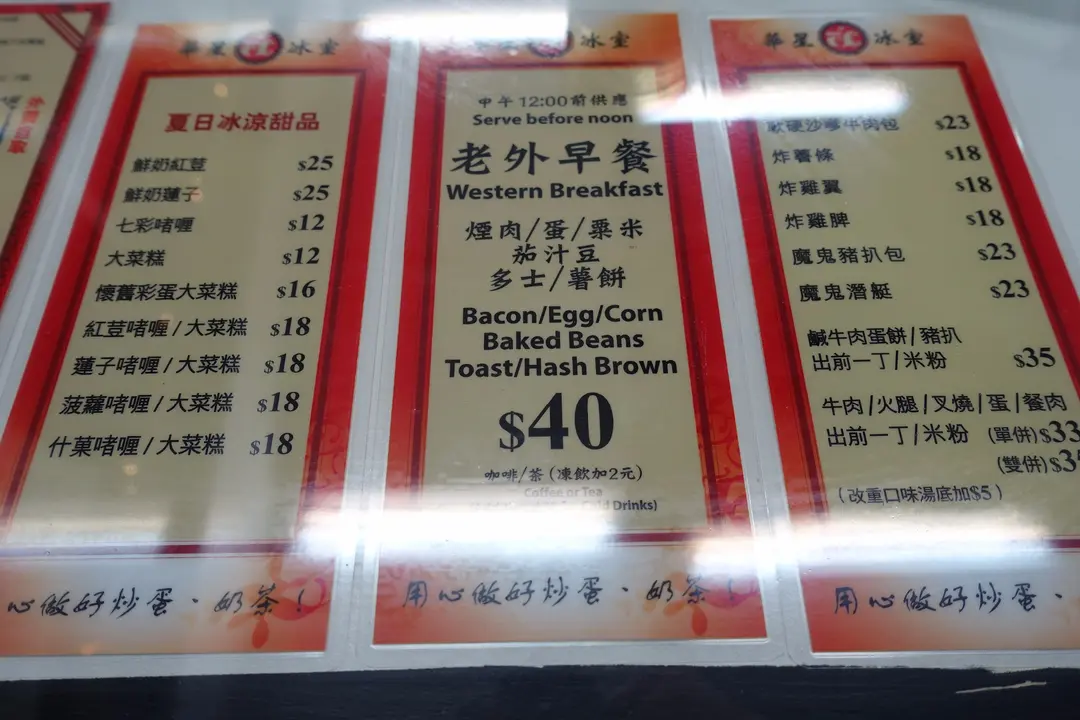 華星冰室
夏日冰涼甜品
鮮奶紅荳 $25
鮮奶蓮子 $25
七彩啫喱 $12
大菜糕 $12
懷舊彩蛋大菜糕 $16
紅荳啫喱/大菜糕 $18
蓮子啫喱/大菜糕 $18
菠蘿啫喱/大菜糕 $18
什菓啫喱/大菜糕 $18
心做好炒蛋、奶茶！
冰室
中午12:00前供應
Serve before noon
老外早餐
Western Breakfast
煙肉/蛋/粟米
茄汁豆
多士/薯餅
Bacon/Egg/Corn
Baked Beans
Toast/Hash Brown
$40
咖啡/茶(凍飲加2元)
Coffee or Tea
Cold Drinks)
用心做好炒蛋、奶茶！
華星冰室
軟硬沙爹牛肉包 $23
炸薯條 $18
炸雞翼 $18
炸雞脾 $18
魔鬼豬扒包 $23
魔鬼潛艇 $23
鹹牛肉蛋餅/豬扒
出前一丁/米粉 $35
牛肉/火腿/叉燒/蛋/餐肉
出前一丁/米粉 (單併)$33
(雙併)$3
(改重口味湯底加$5)
用心做好炒蛋、